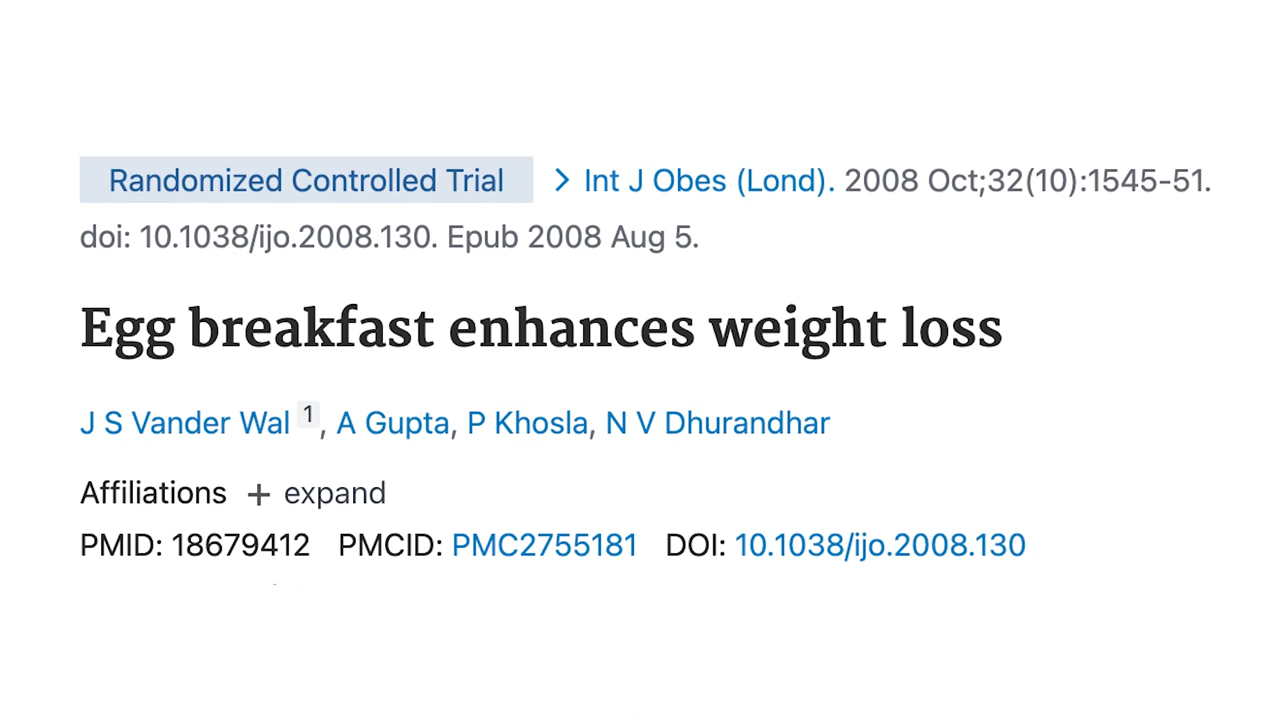 Randomized Controlled Trial > Int J Obes (Lond). 2008 Oct;32(10):1545-51.
doi: 10.1038/ijo.2008.130. Epub 2008 Aug 5.
Egg breakfast enhances weight loss
J S Vander Wal 1, A Gupta, P Khosla, N V Dhurandhar
Affiliations + expand
PMID: 18679412 PMCID: PMC2755181 DOI: 10.1038/ijo.2008.130